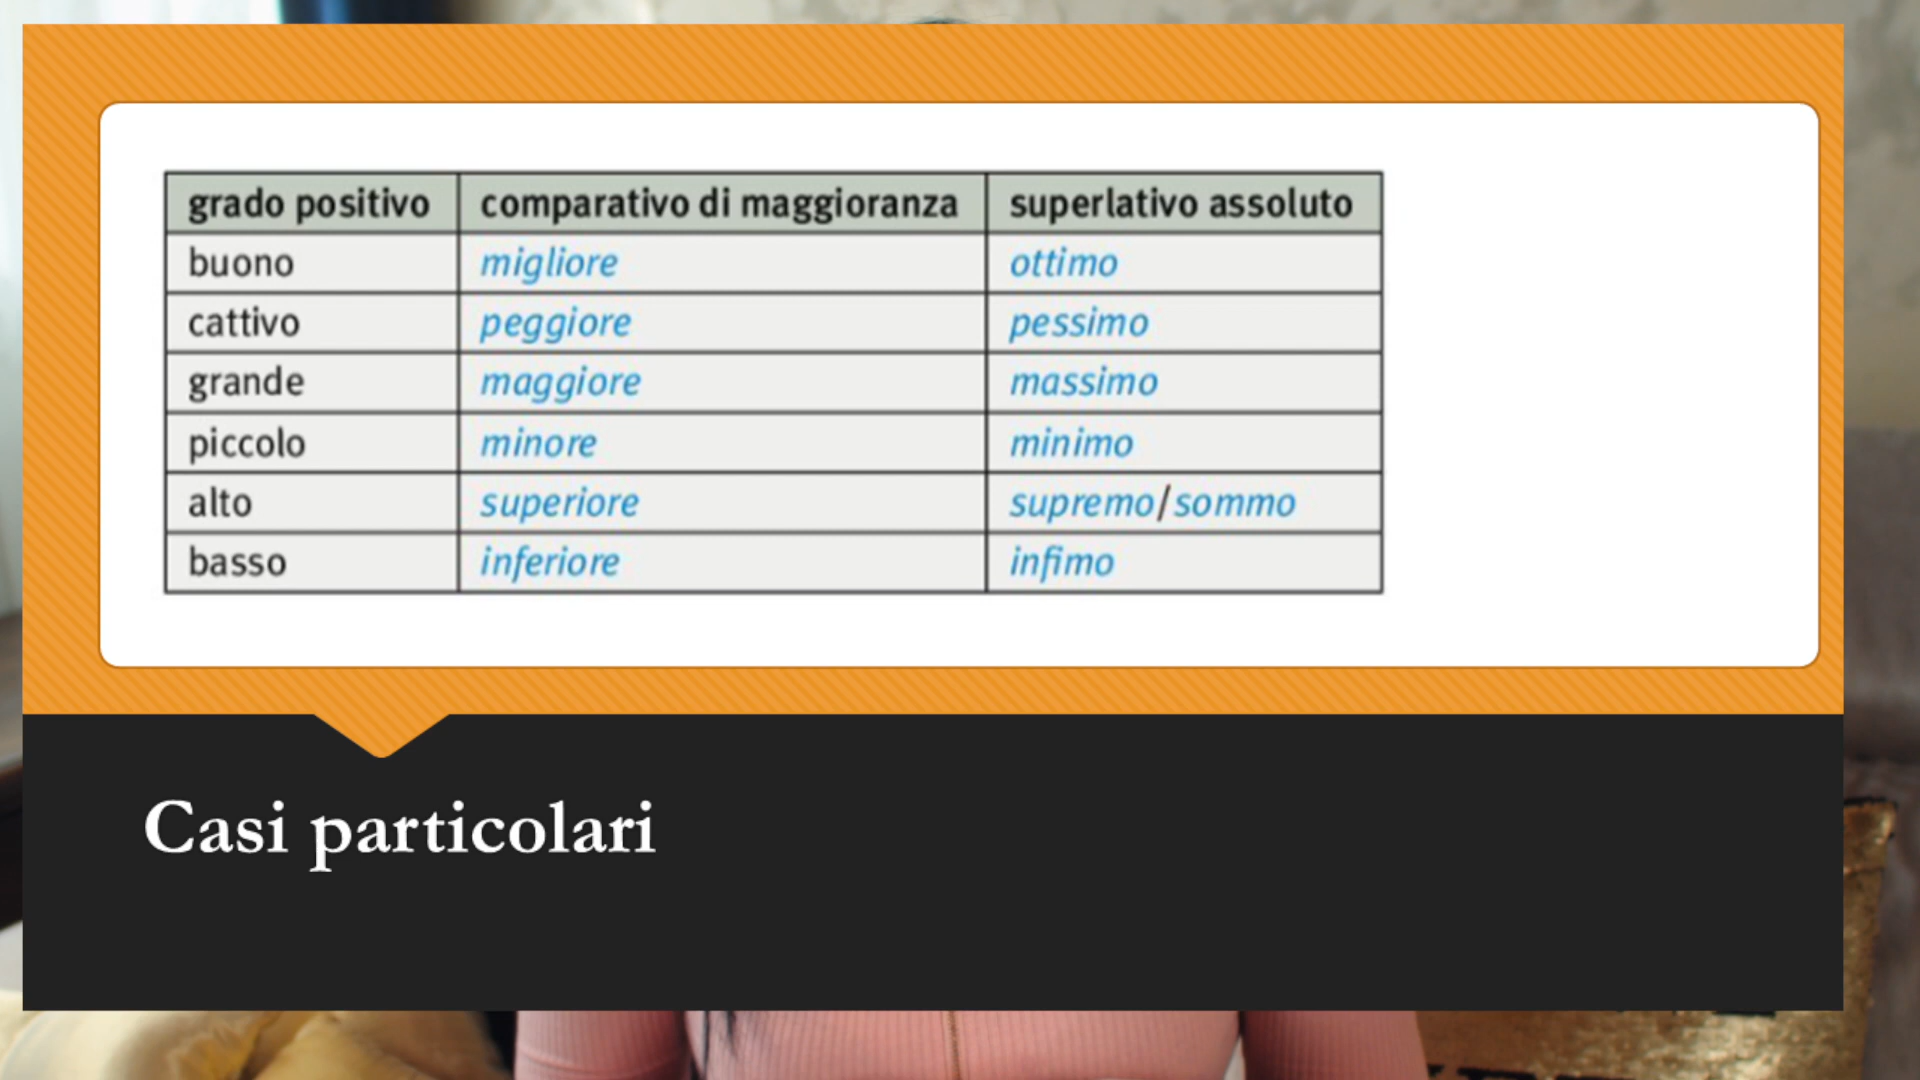 grado positivo comparativo di maggioranza superlativo assoluto
buono migliore ottimo
cattivo peggiore pessimo
grande maggiore massimo
piccolo minore minimo
alto superiore supremo/sommo
basso inferiore infimo
Casi particolari